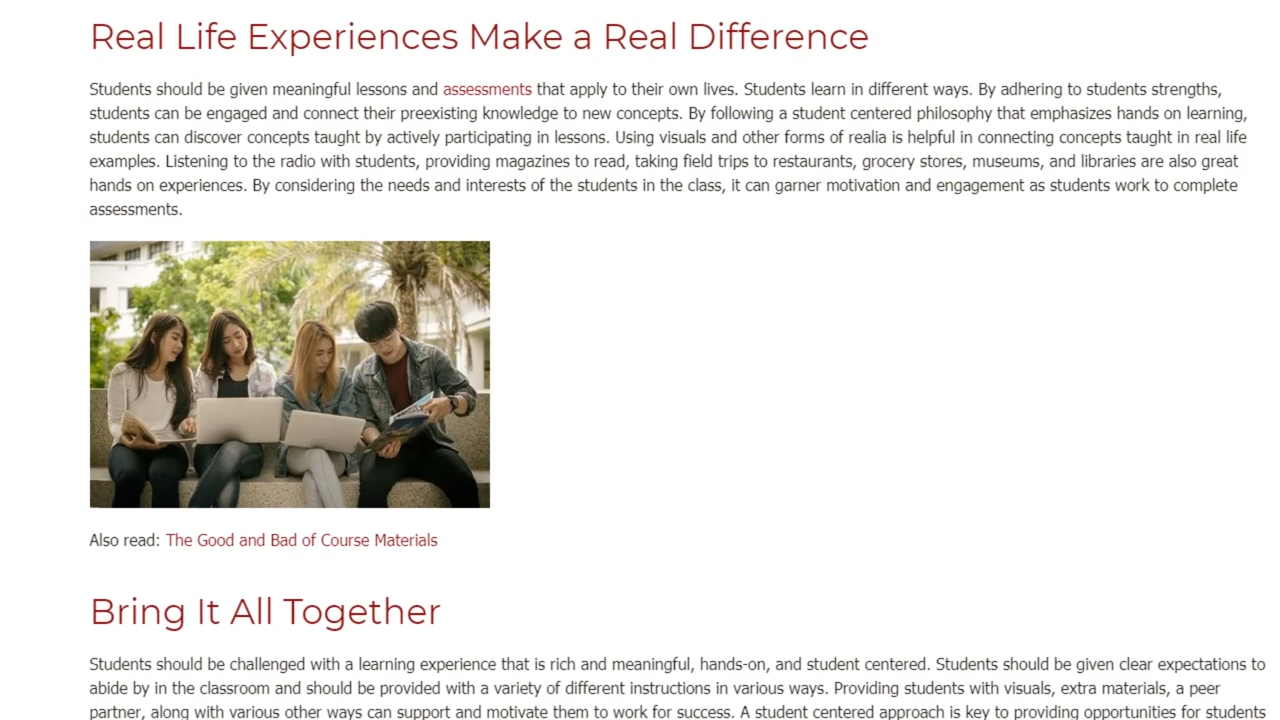 Real Life Experiences Make a Real Difference
Students should be given meaningful lessons and assessments that apply to their own lives. Students learn in different ways. By adhering to students strengths,
students can be engaged and connect their preexisting knowledge to new concepts. By following a student centered philosophy that emphasizes hands on learning,
students can discover concepts taught by actively participating in lessons. Using visuals and other forms of realia is helpful in connecting concepts taught in real life
examples. Listening to the radio with students, providing magazines to read, taking field trips to restaurants, grocery stores, museums, and libraries are also great
hands on experiences. By considering the needs and interests of the students in the class, it can garner motivation and engagement as students work to complete
assessments.
Also read: The Good and Bad of Course Materials
Bring It All Together
Students should be challenged with a learning experience that is rich and meaningful, hands-on, and student centered. Students should be given clear expectations to
abide by in the classroom and should be provided with a variety of different instructions in various ways. Providing students with visuals, extra materials, a peer
partner, along with various other ways can support and motivate them to work for success. A student centered approach is key to providing opportunities for students